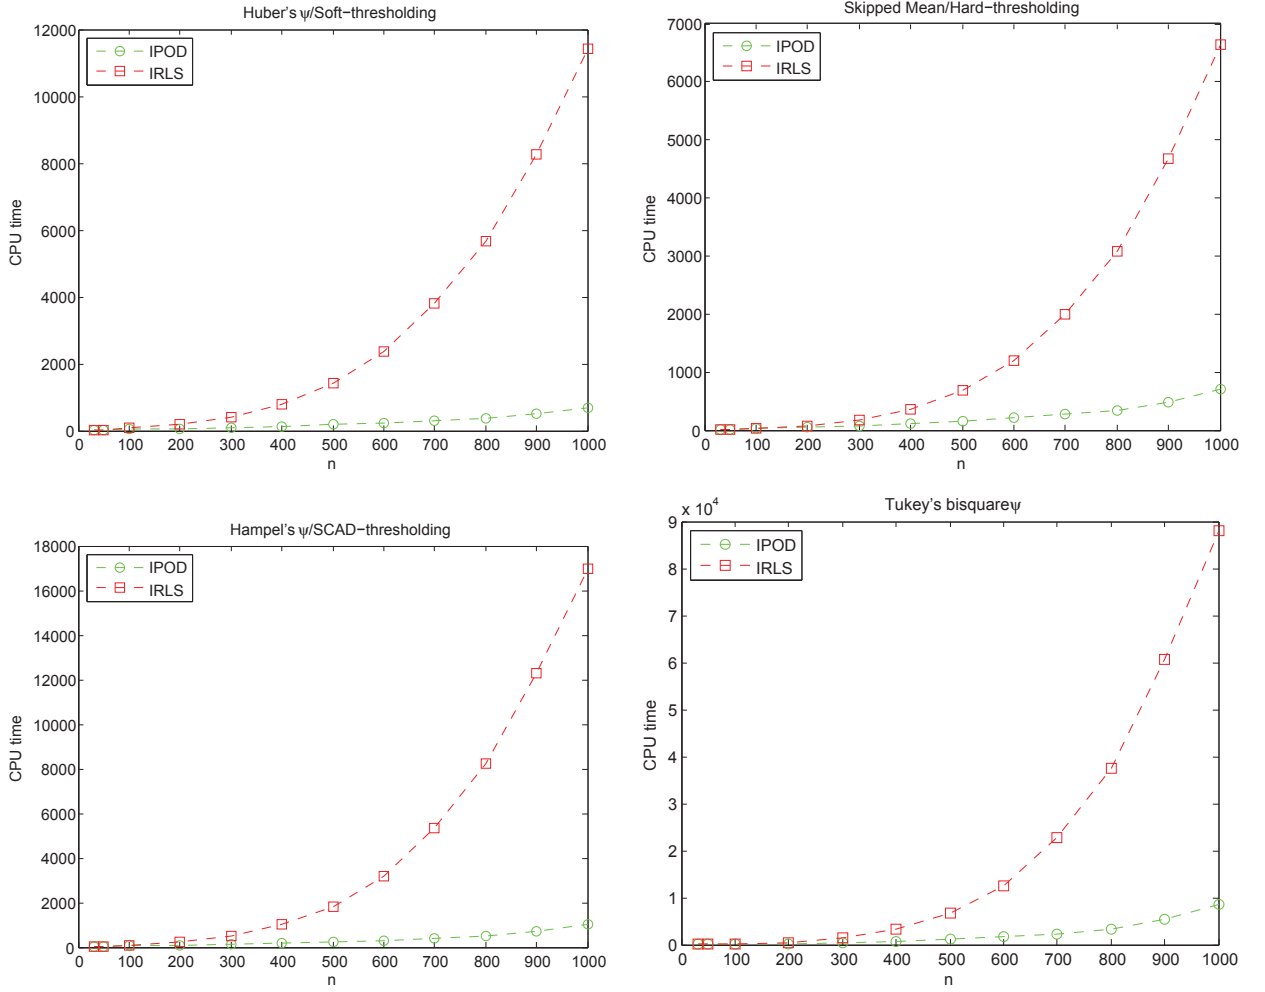 Huber's ψ/Soft−thresholding
12000
10000
8000
6000
4000
2000
0
CPU time
IPOD
IRLS
0 100 200 300 400 500 600 700 800 900 1000
n
Skipped Mean/Hard−thresholding
7000
6000
5000
4000
3000
2000
1000
0
CPU time
IPOD
IRLS
0 100 200 300 400 500 600 700 800 900 1000
n
Hampel's ψ/SCAD−thresholding
18000
16000
14000
12000
10000
8000
6000
4000
2000
0
CPU time
IPOD
IRLS
0 100 200 300 400 500 600 700 800 900 1000
n
Tukey's bisquareψ
x 10⁴
9
8
7
6
5
4
3
2
1
0
CPU time
IPOD
IRLS
0 100 200 300 400 500 600 700 800 900 1000
n